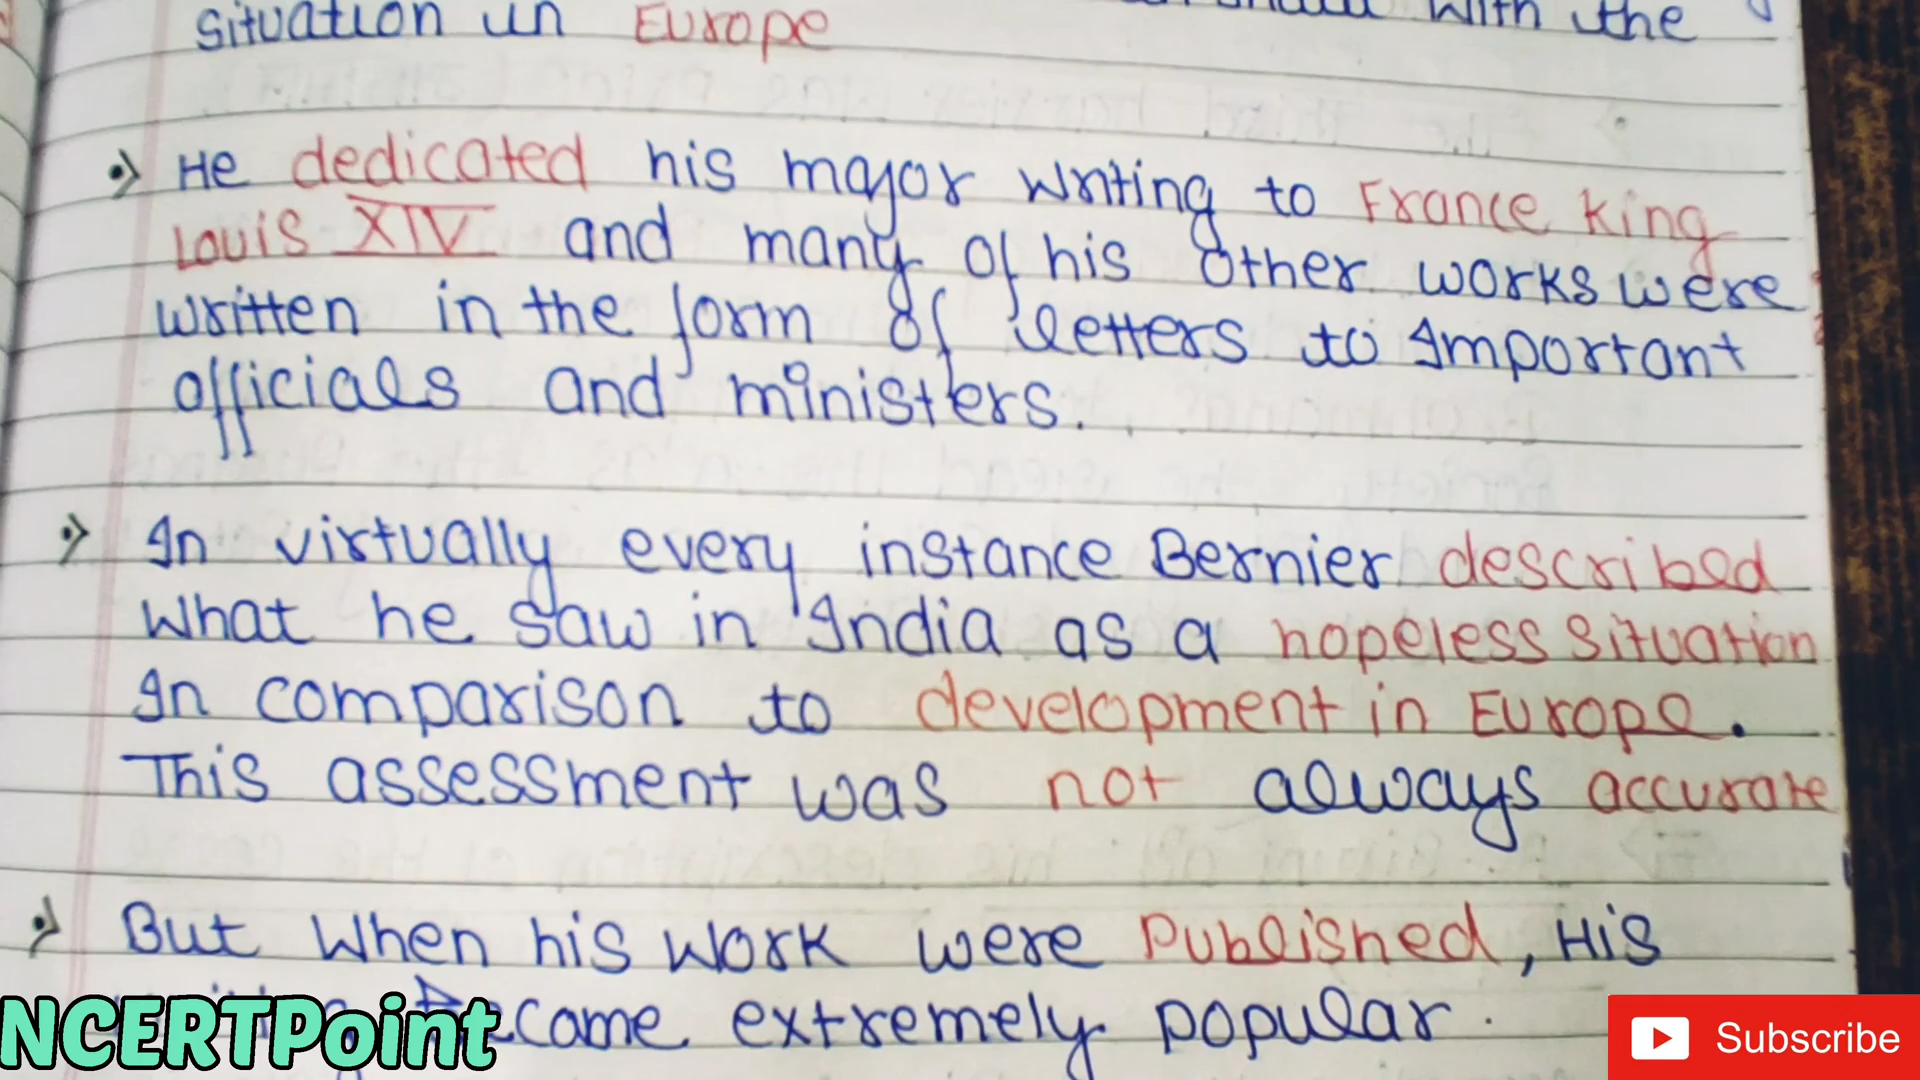 with the
situation in Europe
He dedicated his major writing to France King
Louis XIV and many of his other works were
written in the form of letters to Important
officials and ministers.
In virtually every instance Bernier described
What he saw in India as a hopeless situation
In comparison to development in Europe.
This assessment was not always accurate
But When his work were Published, His
became extremely popular.
NCERTPoint
Subscribe